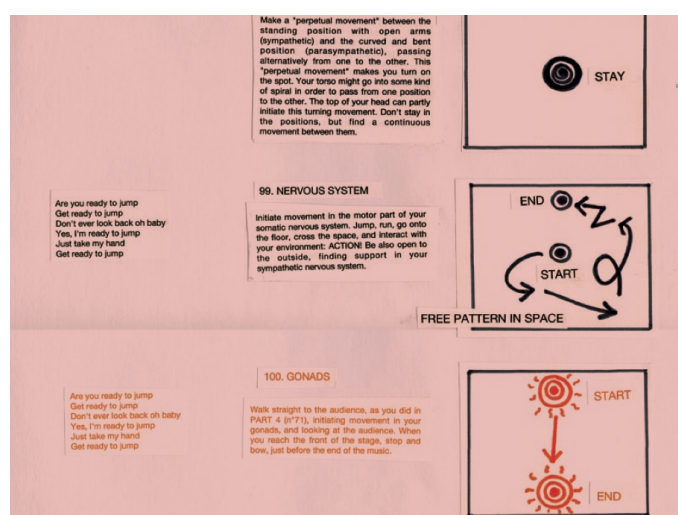 Make a "perpetual movement" between the
standing position with open arms
(sympathetic) and the curved and bent
position (parasympathetic), passing
alternatively from one to the other. This
"perpetual movement" makes you turn on
the spot. Your torso might go into some kind
of spiral in order to pass from one position
to the other. The top of your head can partly
initiate this turning movement. Don't stay in
the positions, but find a continuous
movement between them.
STAY
Are you ready to jump
Get ready to jump
Don't ever look back oh baby
Yes, I'm ready to jump
Just take my hand
Get ready to jump
99. NERVOUS SYSTEM
Initiate movement in the motor part of your
somatic nervous system. Jump, run, go onto
the floor, cross the space, and interact with
your environment: ACTION! Be also open to
the outside, finding support in your
sympathetic nervous system.
END
START
FREE PATTERN IN SPACE
Are you ready to jump
Get ready to jump
Don't ever look back oh baby
Yes, I'm ready to jump
Just take my hand
Get ready to jump
100. GONADS
Walk straight to the audience, as you did in
PART 4 (n°71), initiating movement in your
gonads, and looking at the audience. When
you reach the front of the stage, stop and
bow, just before the end of the music.
START
END